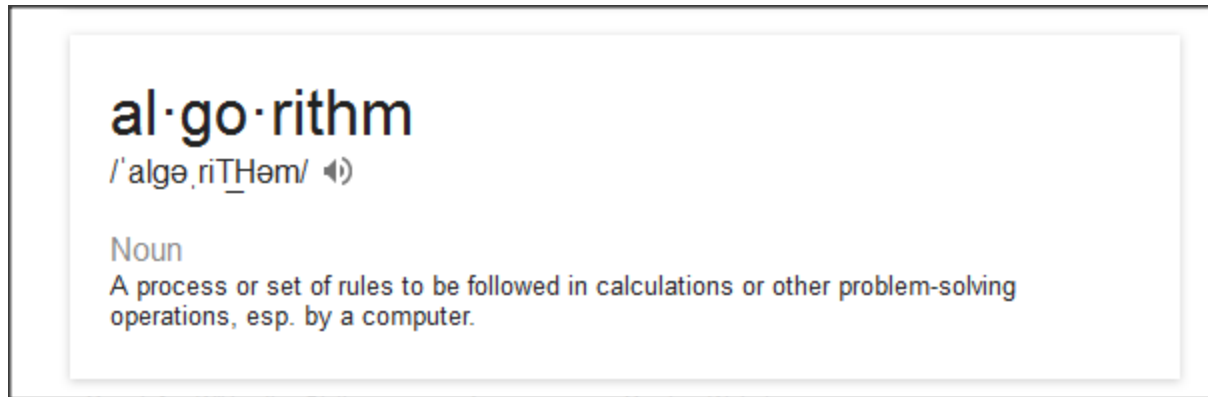 al·go·rithm
/ˈalgəˌriT͟Həm/
Noun
A process or set of rules to be followed in calculations or other problem-solving
operations, esp. by a computer.